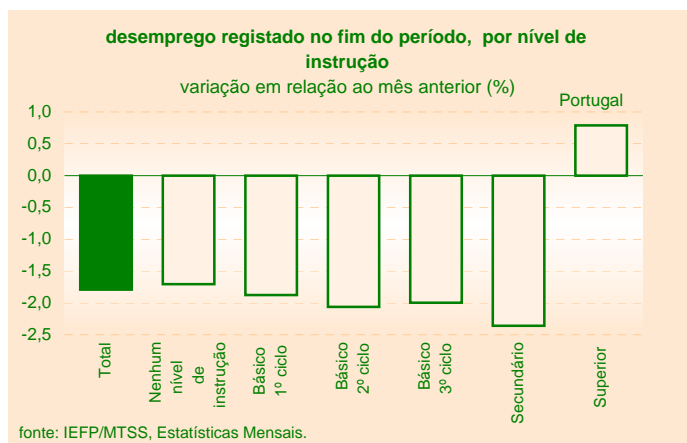 desemprego registado no fim do período,  por nível de
instrução
variação em relação ao mês anterior (%)
Portugal
1,0
0,5
0,0
-0,5
-1,0
-1,5
-2,0
-2,5
Total
Nenhum
nível
de
instrução
Básico
1º ciclo
Básico
2º ciclo
Básico
3º ciclo
Secundário
Superior
fonte: IEFP/MTSS, Estatísticas Mensais.